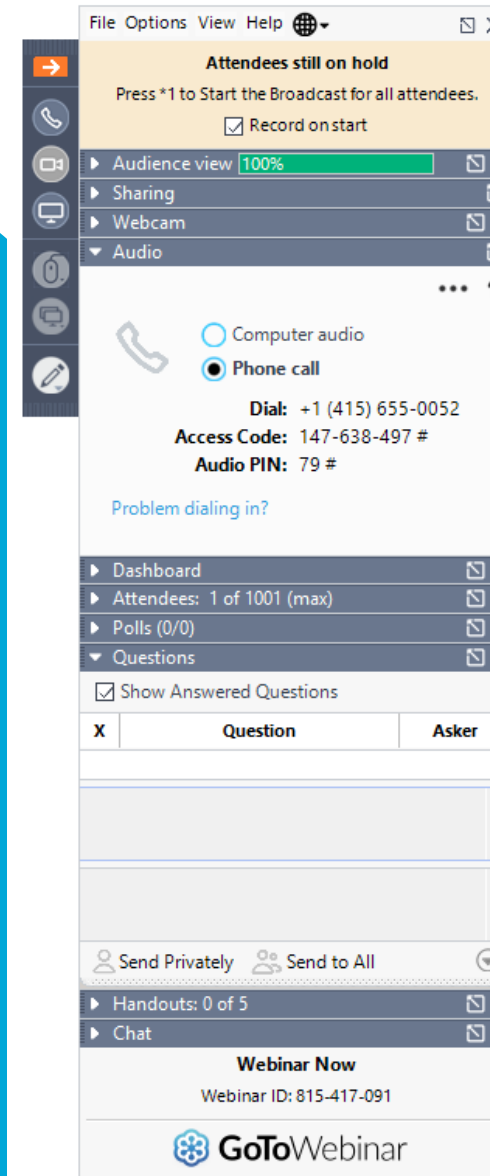 File Options View Help
Attendees still on hold
Press *1 to Start the Broadcast for all attendees.
Record on start
Audience view 100%
Sharing
Webcam
Audio
Computer audio
Phone call
Dial: +1 (415) 655-0052
Access Code: 147-638-497 #
Audio PIN: 79 #
Problem dialing in?
Dashboard
Attendees: 1 of 1001 (max)
Polls (0/0)
Questions
Show Answered Questions
X Question Asker
Send Privately Send to All
Handouts: 0 of 5
Chat
Webinar Now
Webinar ID: 815-417-091
GoToWebinar